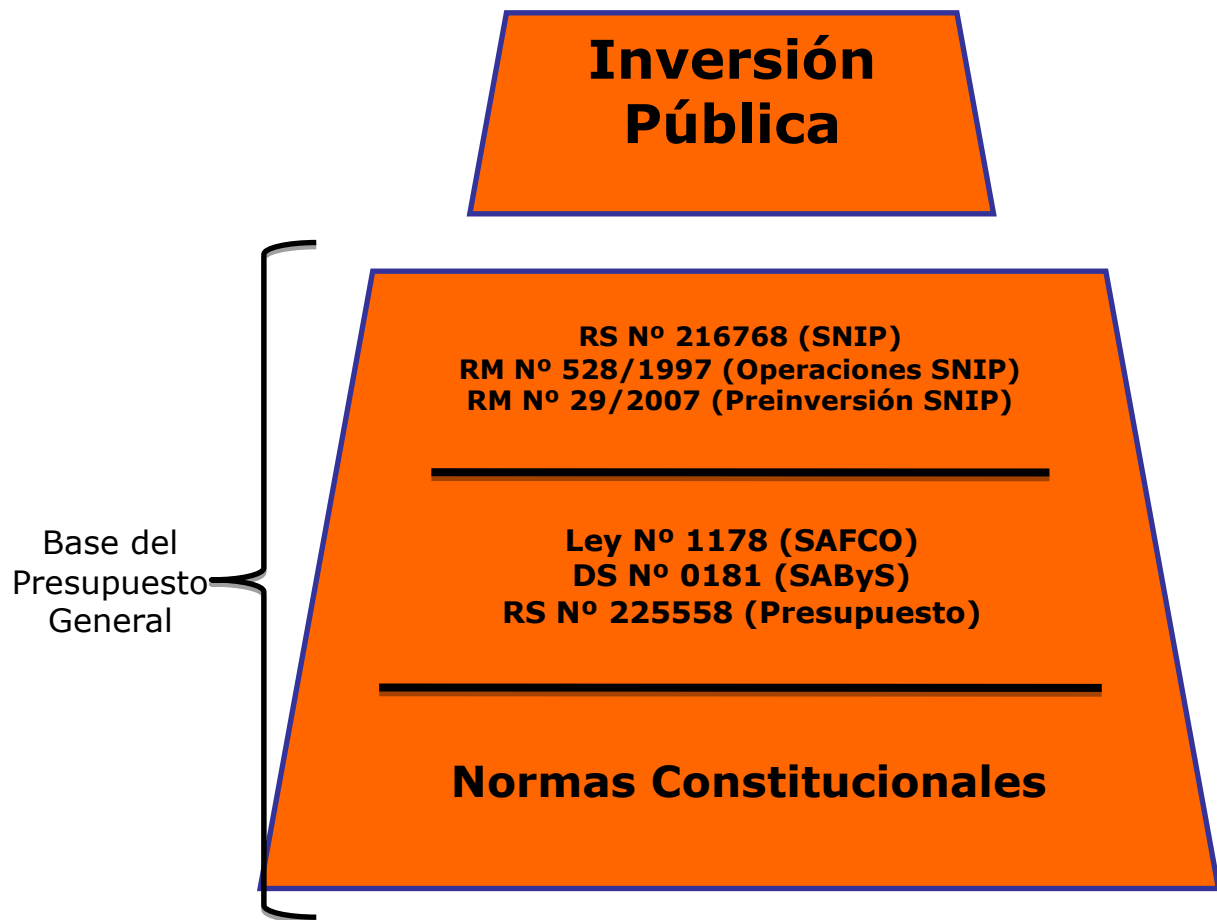 Inversión
Pública
RS Nº 216768 (SNIP)
RM Nº 528/1997 (Operaciones SNIP)
RM Nº 29/2007 (Preinversión SNIP)
Base del
Presupuesto
General
Ley Nº 1178 (SAFCO)
DS Nº 0181 (SAByS)
RS Nº 225558 (Presupuesto)
Normas Constitucionales